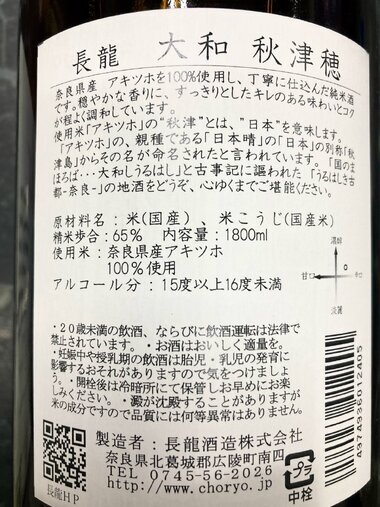 長龍 大和 秋津穂
奈良県産 アキツホを100%使用し、丁寧に仕込んだ純米酒
です。穏やかな香りに、すっきりとしたキレのある味わいとコク
が程よく調和しています。
使用米「アキツホ」の“秋津”とは、"日本"を意味します。
「アキツホ」の、親種である「日本晴」の「日本」の別称「秋
津島」からその名が命名されたと言われています。「国のま
ほろば・・・大和しうるはし」と古事記に謳われた「うるはしき古
都-奈良-」の地酒をどうぞ、心ゆくまでご堪能ください。
原材料名：米(国産)、米こうじ(国産米)
精米歩合：65% 内容量：1800ml
使用米：奈良県産アキツホ
100%使用
アルコール分：15度以上16度未満
濃醇
甘口
辛口
淡麗
・20歳未満の飲酒、ならびに飲酒運転は法律で
禁止されています。・お酒はおいしく適量を。
・妊娠中や授乳期の飲酒は胎児・乳児の発育に
影響するおそれがありますので気をつけましょ
う。・開栓後は冷暗所にて保管しお早めにお楽
しみください。・澱が沈殿することがありますが
米の成分ですので品質には何等異常はありません。
製造者：長龍酒造株式会社
奈良県北葛城郡広陵町南四
TEL 0745-56-2026
http://www.choryo.jp/
長龍HP
プラ
中栓
4974936012405